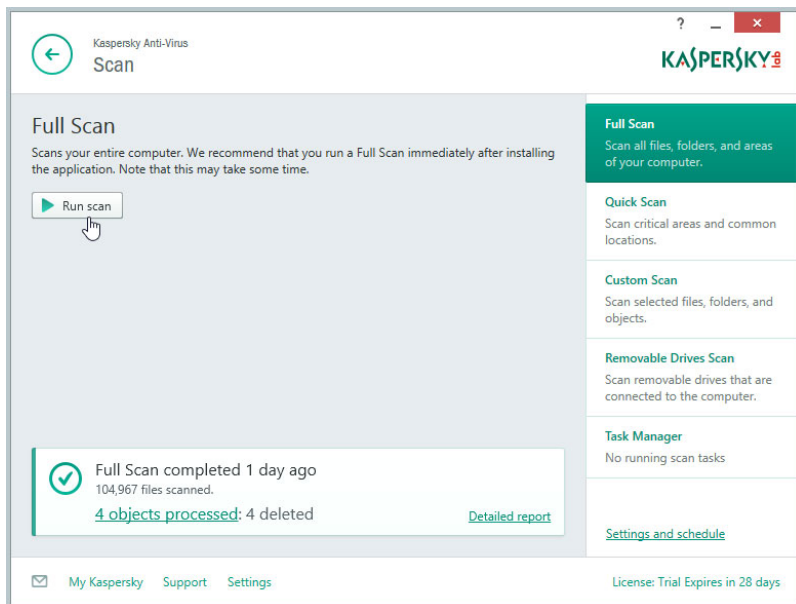 ?
Kaspersky Anti-Virus
Scan
KASPERSKY lab
Full Scan
Scans your entire computer. We recommend that you run a Full Scan immediately after installing
the application. Note that this may take some time.
Run scan
Full Scan completed 1 day ago
104,967 files scanned.
4 objects processed: 4 deleted
Detailed report
Full Scan
Scan all files, folders, and areas
of your computer.
Quick Scan
Scan critical areas and common
locations.
Custom Scan
Scan selected files, folders, and
objects.
Removable Drives Scan
Scan removable drives that are
connected to the computer.
Task Manager
No running scan tasks
Settings and schedule
My Kaspersky Support Settings
License: Trial Expires in 28 days